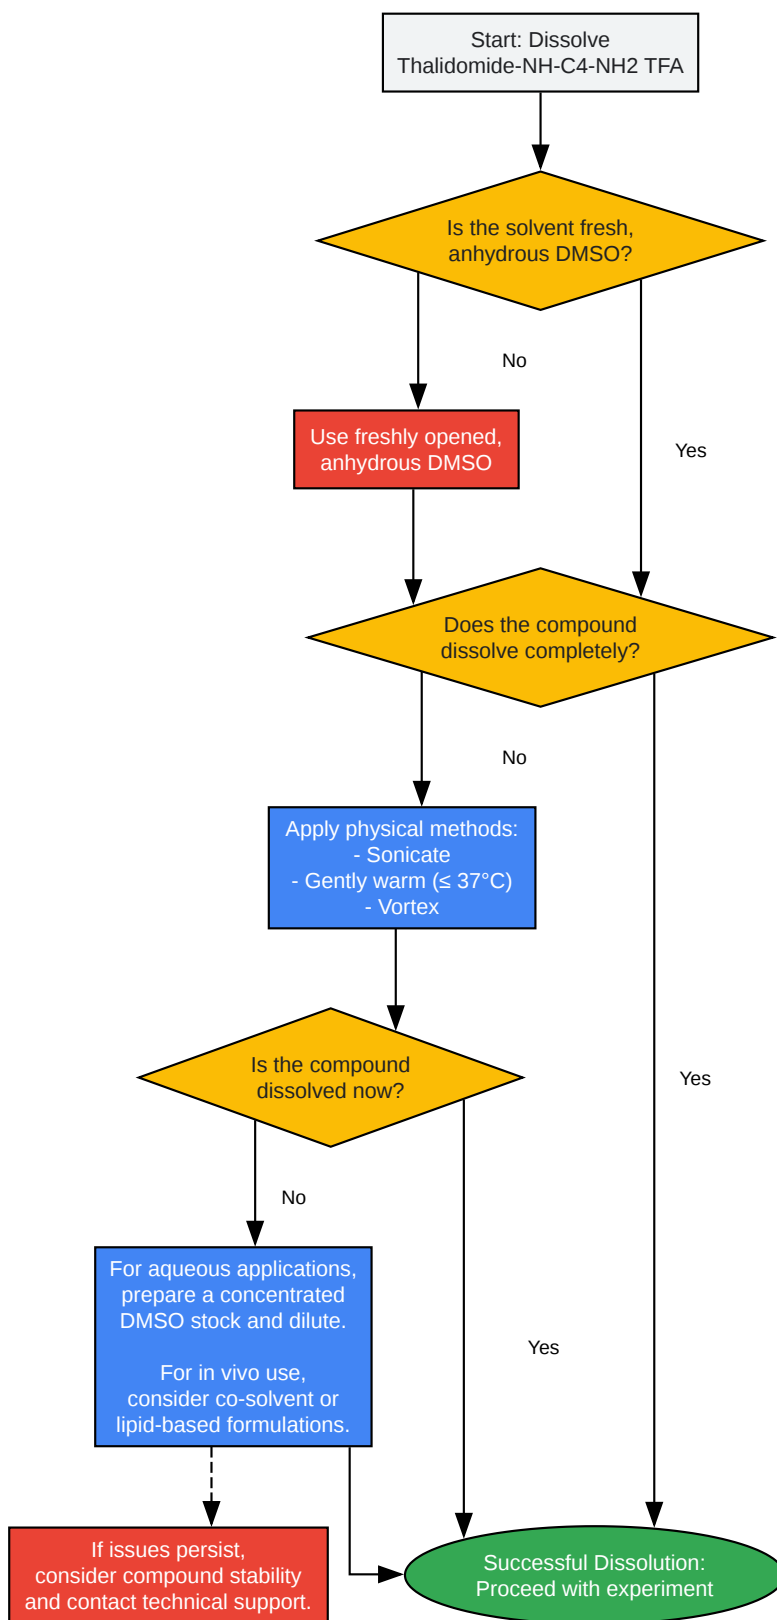 Start: Dissolve
Thalidomide-NH-C4-NH2 TFA
Is the solvent fresh,
anhydrous DMSO?
No
Use freshly opened,
anhydrous DMSO
Yes
Does the compound
dissolve completely?
No
Apply physical methods:
- Sonicate
- Gently warm (≤ 37°C)
- Vortex
Is the compound
dissolved now?
Yes
No
For aqueous applications,
prepare a concentrated
DMSO stock and dilute.
For in vivo use,
consider co-solvent or
lipid-based formulations.
Yes
If issues persist,
consider compound stability
and contact technical support.
Successful Dissolution:
Proceed with experiment